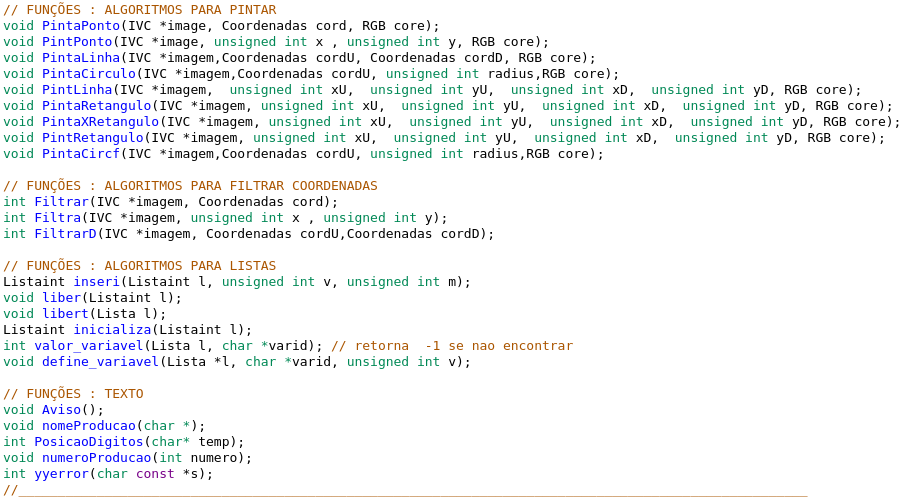 // FUNÇÕES : ALGORITMOS PARA PINTAR
void PintaPonto(IVC *image, Coordenadas cord, RGB core);
void PintPonto(IVC *image, unsigned int x , unsigned int y, RGB core);
void PintaLinha(IVC *imagem,Coordenadas cordU, Coordenadas cordD, RGB core);
void PintaCirculo(IVC *imagem,Coordenadas cordU, unsigned int radius,RGB core);
void PintLinha(IVC *imagem,  unsigned int xU,  unsigned int yU,  unsigned int xD,  unsigned int yD, RGB core);
void PintaRetangulo(IVC *imagem, unsigned int xU,  unsigned int yU,  unsigned int xD,  unsigned int yD, RGB core);
void PintaXRetangulo(IVC *imagem, unsigned int xU,  unsigned int yU,  unsigned int xD,  unsigned int yD, RGB core);
void PintRetangulo(IVC *imagem, unsigned int xU,  unsigned int yU,  unsigned int xD,  unsigned int yD, RGB core);
void PintaCircf(IVC *imagem,Coordenadas cordU, unsigned int radius,RGB core);

// FUNÇÕES : ALGORITMOS PARA FILTRAR COORDENADAS
int Filtrar(IVC *imagem, Coordenadas cord);
int Filtra(IVC *imagem, unsigned int x , unsigned int y);
int FiltrarD(IVC *imagem, Coordenadas cordU,Coordenadas cordD);

// FUNÇÕES : ALGORITMOS PARA LISTAS
Listaint inseri(Listaint l, unsigned int v, unsigned int m);
void liber(Listaint l);
void libert(Lista l);
Listaint inicializa(Listaint l);
int valor_variavel(Lista l, char *varid); // retorna  -1 se nao encontrar
void define_variavel(Lista *l, char *varid, unsigned int v);

// FUNÇÕES : TEXTO
void Aviso();
void nomeProducao(char *);
int PosicaoDigitos(char* temp);
void numeroProducao(int numero);
int yyerror(char const *s);
//_____________________________________________________________________________________________________